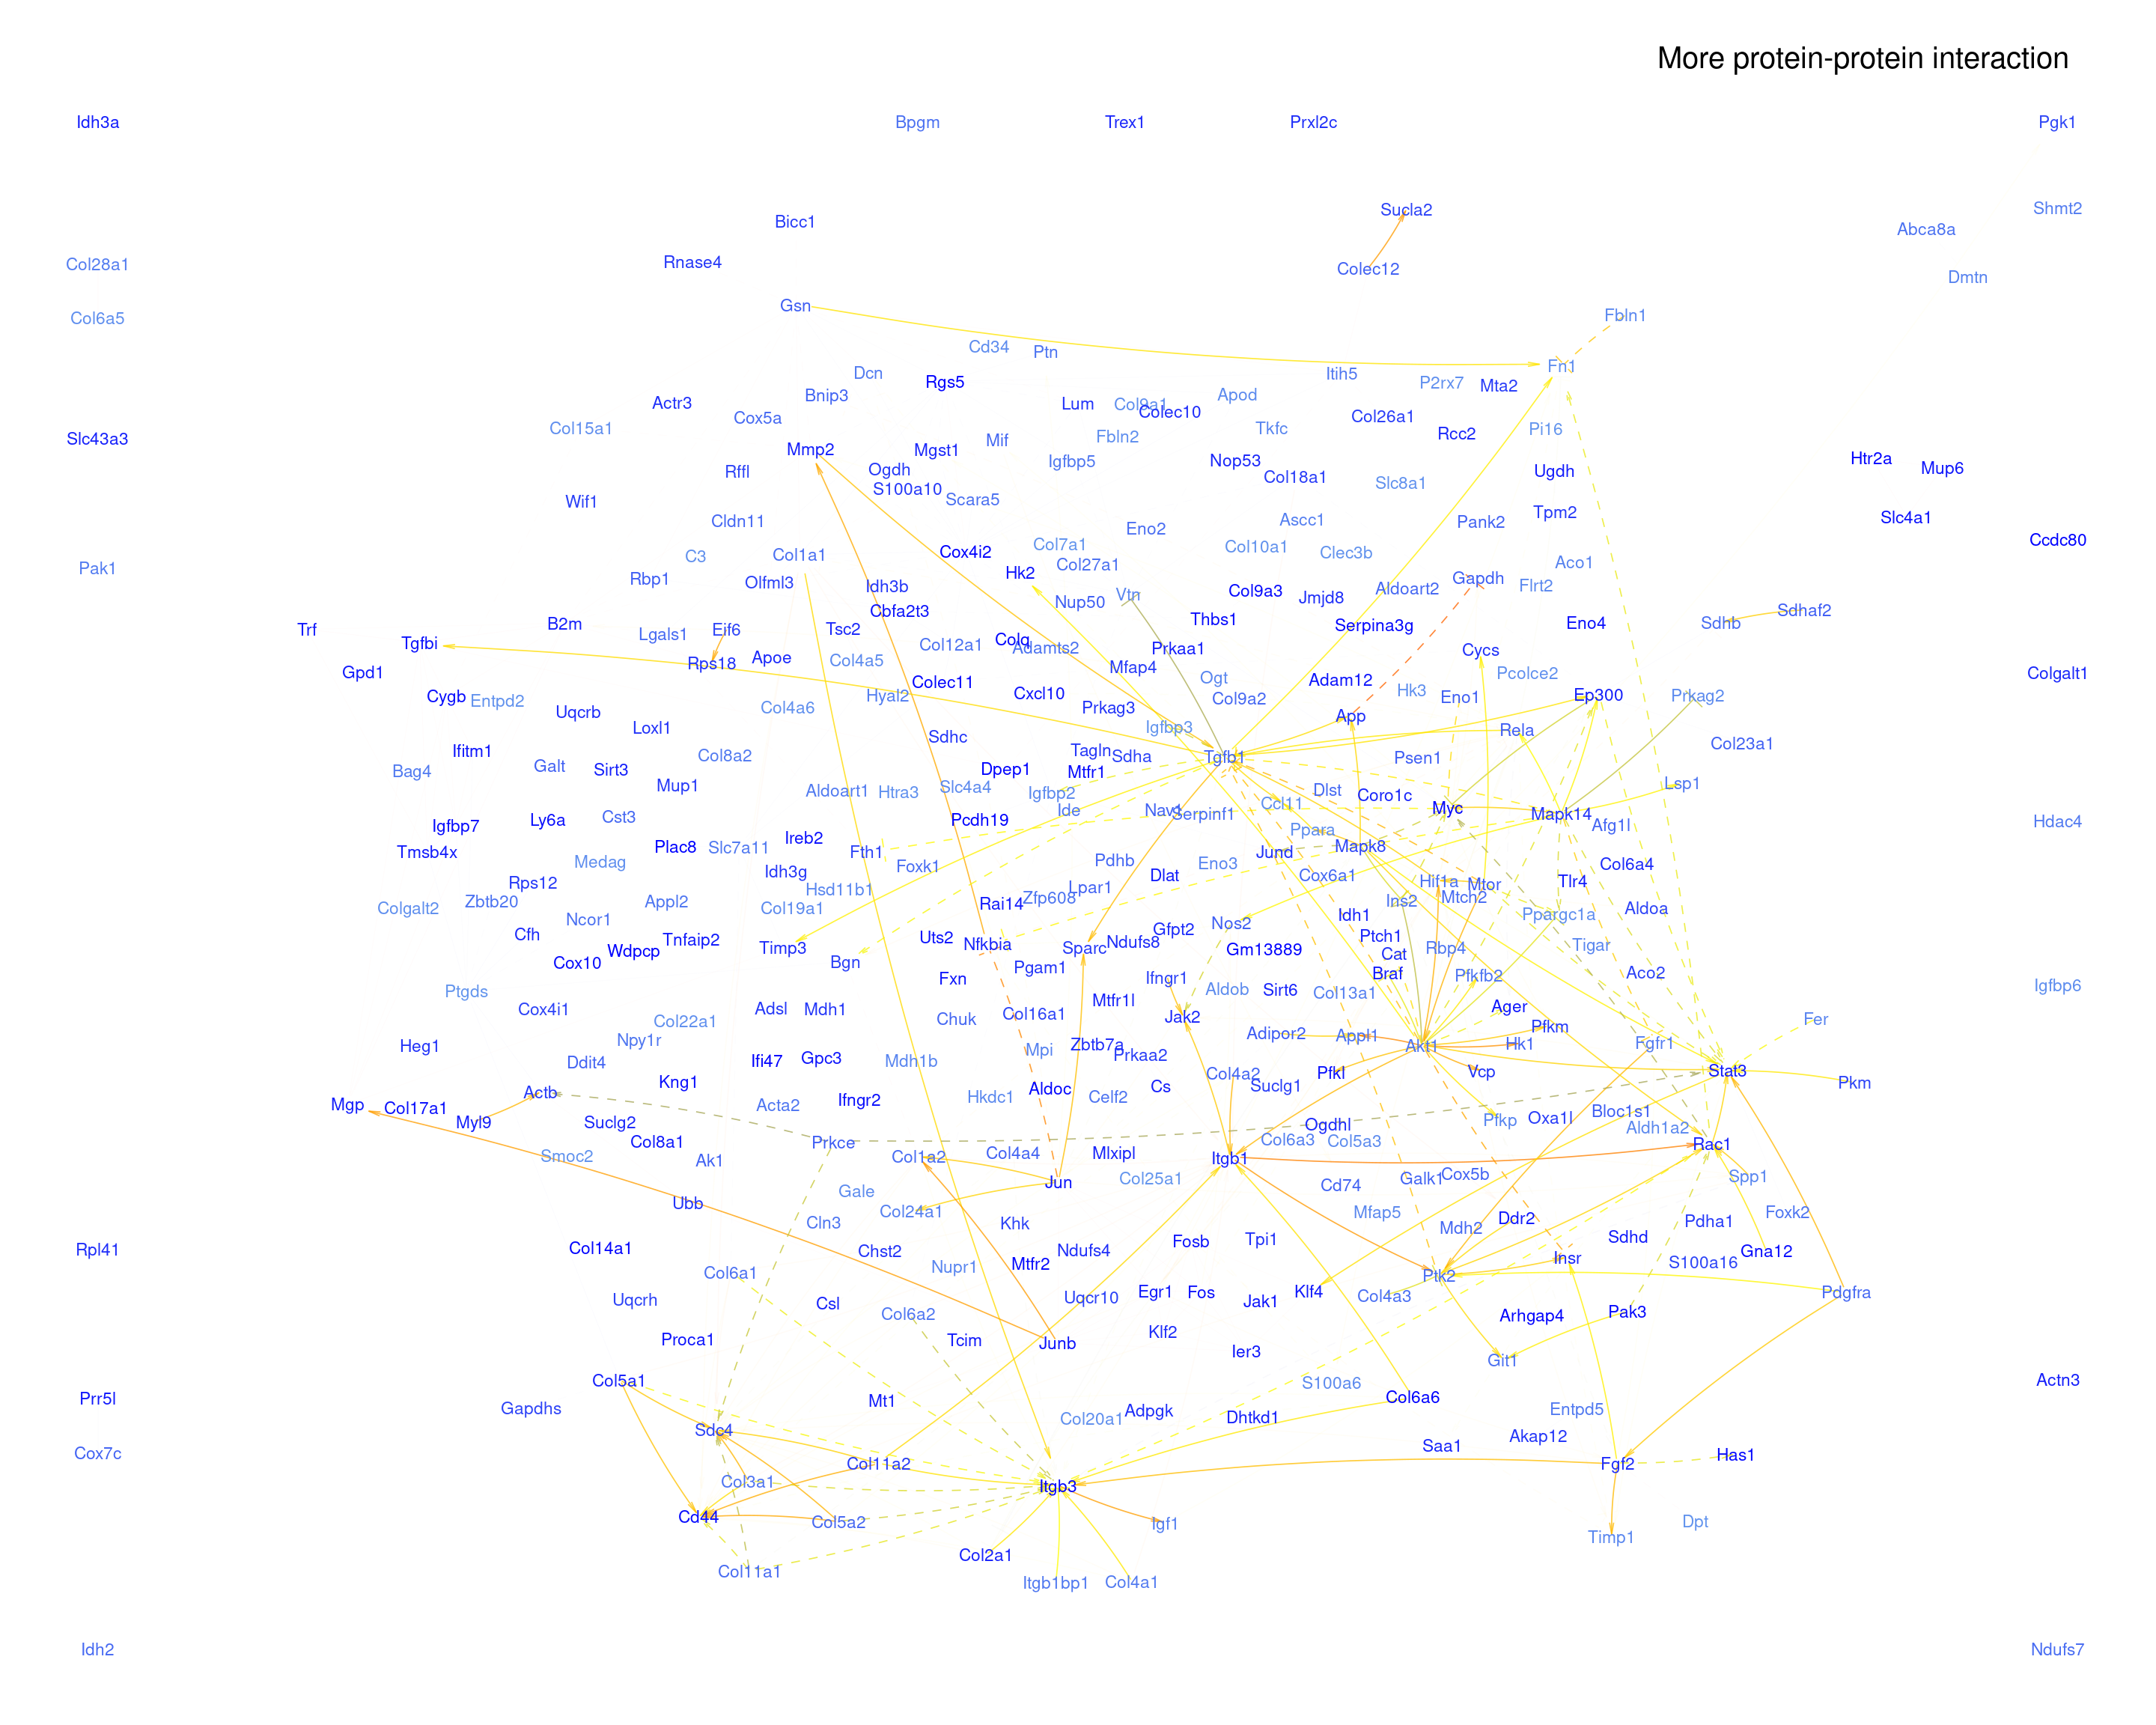 More protein-protein interaction
Idh3a
Bpgm
Trex1
Prxl2c
Pgk1
Shmt2
Sucla2
Bicc1
Abca8a
Rnase4
Col28a1
Colec12
Dmtn
Gsn
Fbln1
Col6a5
Cd34
Ptn
Fn1
Dcn
Itih5
Rgs5
P2rx7
Mta2
Bnip3
Apod
Actr3
Lum
Col9a1
Colec10
Cox5a
Col26a1
Col15a1
Tkfc
Pi16
Slc43a3
Mif
Fbln2
Rcc2
Mmp2
Mgst1
Htr2a
Igfbp5
Nop53
Mup6
Rffl
Ogdh
Ugdh
Col18a1
Slc8a1
S100a10
Scara5
Wif1
Tpm2
Slc4a1
Cldn11
Ascc1
Pank2
Eno2
Ccdc80
Col7a1
Col10a1
C3
Col1a1
Cox4i2
Clec3b
Col27a1
Aco1
Pak1
Hk2
Rbp1
Olfml3
Idh3b
Gapdh
Flrt2
Aldoart2
Vtn
Col9a3
Nup50
Jmjd8
Cbfa2t3
Sdhaf2
Thbs1
B2m
Serpina3g
Eno4
Sdhb
Trf
Lgals1
Eif6
Tsc2
Tgfbi
Col12a1
Colq
Adamts2
Prkaa1
Cycs
Rps18
Apoe
Col4a5
Mfap4
Gpd1
Pcolce2
Colgalt1
Ogt
Colec11
Adam12
Hk3
Cygb
Entpd2
Hyal2
Cxcl10
Col9a2
Eno1
Ep300
Prkag2
Uqcrb
Col4a6
Prkag3
App
Loxl1
Igfbp3
Rela
Sdhc
Col23a1
Ifitm1
Col8a2
Tagln
Sdha
Tgfb1
Psen1
Bag4
Galt
Sirt3
Dpep1
Mtfr1
Mup1
Aldoart1
Htra3
Slc4a4
Igfbp2
Dlst
Coro1c
Lsp1
Ide
Nav1
Serpinf1
Ccl11
Myc
Mapk14
Ly6a
Cst3
Pcdh19
Igfbp7
Ireb2
Ppara
Afg1l
Hdac4
Tmsb4x
Plac8
Slc7a11
Fth1
Jund
Mapk8
Medag
Foxk1
Pdhb
Eno3
Col6a4
Idh3g
Dlat
Cox6a1
Rps12
Hsd11b1
Lpar1
Hif1a
Mtor
Tlr4
Zbtb20
Appl2
Rai14
Zfp608
Ins2
Mtch2
Colgalt2
Col19a1
Idh1
Ppargc1a
Aldoa
Ncor1
Nos2
Cfh
Tnfaip2
Uts2
Nfkbia
Sparc
Ndufs8
Gfpt2
Ptch1
Wdpcp
Timp3
Gm13889
Cat
Rbp4
Tigar
Cox10
Bgn
Pgam1
Braf
Pfkfb2
Aco2
Fxn
Ifngr1
Igfbp6
Ptgds
Aldob
Sirt6
Col13a1
Cox4i1
Adsl
Mdh1
Mtfr1l
Ager
Col22a1
Chuk
Col16a1
Jak2
Fer
Npy1r
Adipor2
Appl1
Pfkm
Heg1
Zbtb7a
Akt1
Hk1
Fgfr1
Ddit4
Ifi47
Gpc3
Mdh1b
Mpi
Prkaa2
Col4a2
Pfkl
Vcp
Stat3
Pkm
Kng1
Aldoc
Cs
Suclg1
Actb
Mgp
Col17a1
Acta2
Ifngr2
Hkdc1
Celf2
Myl9
Suclg2
Ogdhl
Pfkp
Oxa1l
Bloc1s1
Aldh1a2
Col8a1
Prkce
Col6a3
Col5a3
Rac1
Smoc2
Ak1
Col1a2
Col4a4
Mlxipl
Itgb1
Jun
Col25a1
Cd74
Galk1
Cox5b
Spp1
Ubb
Gale
Col24a1
Mfap5
Ddr2
Foxk2
Cln3
Khk
Mdh2
Pdha1
Col14a1
Chst2
Ndufs4
Fosb
Tpi1
Sdhd
Rpl41
Gna12
Col6a1
Nupr1
Mtfr2
Insr
S100a16
Ptk2
Uqcrh
Csl
Uqcr10
Egr1
Fos
Jak1
Klf4
Col4a3
Pdgfra
Col6a2
Arhgap4
Pak3
Proca1
Tcim
Junb
Klf2
Ier3
Git1
Col5a1
S100a6
Actn3
Prr5l
Gapdhs
Mt1
Col20a1
Adpgk
Dhtkd1
Col6a6
Entpd5
Sdc4
Akap12
Cox7c
Saa1
Has1
Col11a2
Fgf2
Col3a1
Itgb3
Cd44
Col5a2
Igf1
Dpt
Timp1
Col2a1
Col11a1
Itgb1bp1
Col4a1
Idh2
Ndufs7